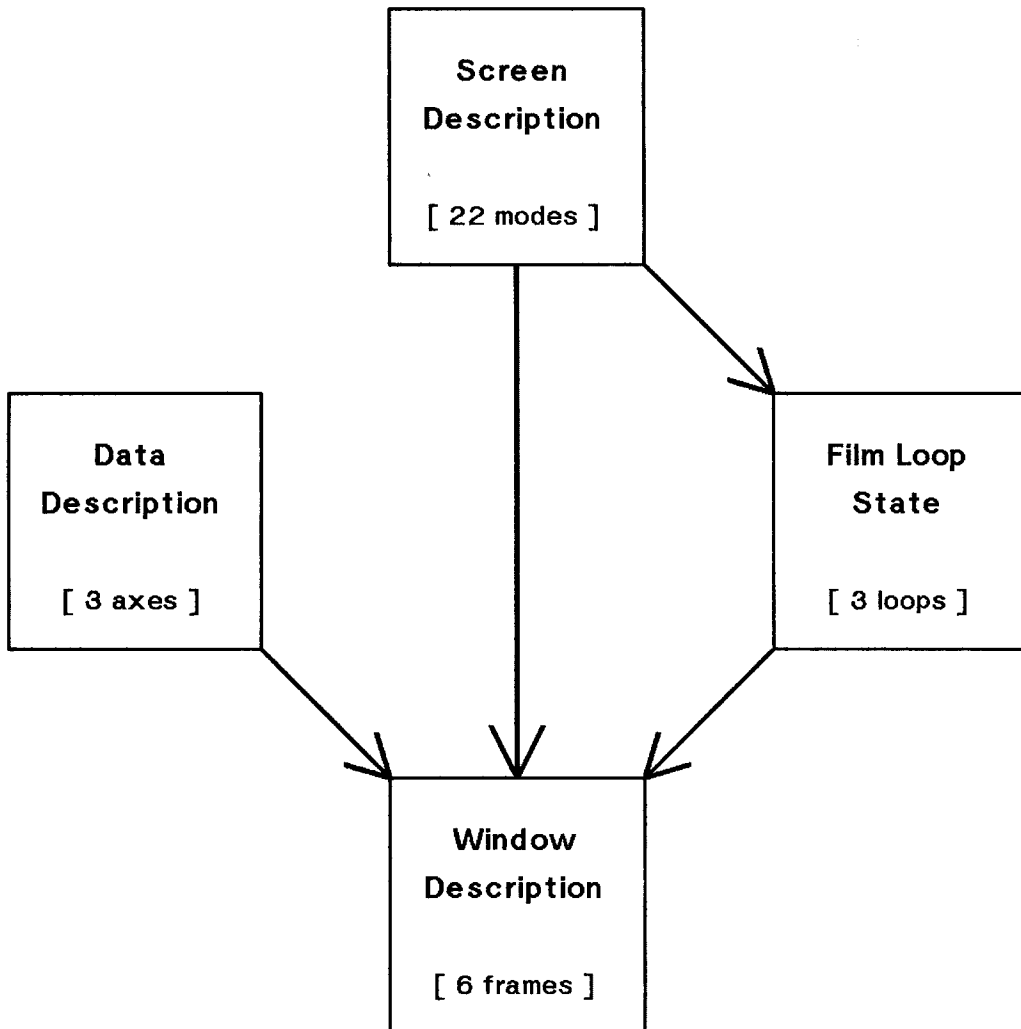 Screen
Description
[ 22 modes ]
Data
Description
[ 3 axes ]
Film Loop
State
[ 3 loops ]
Window
Description
[ 6 frames ]